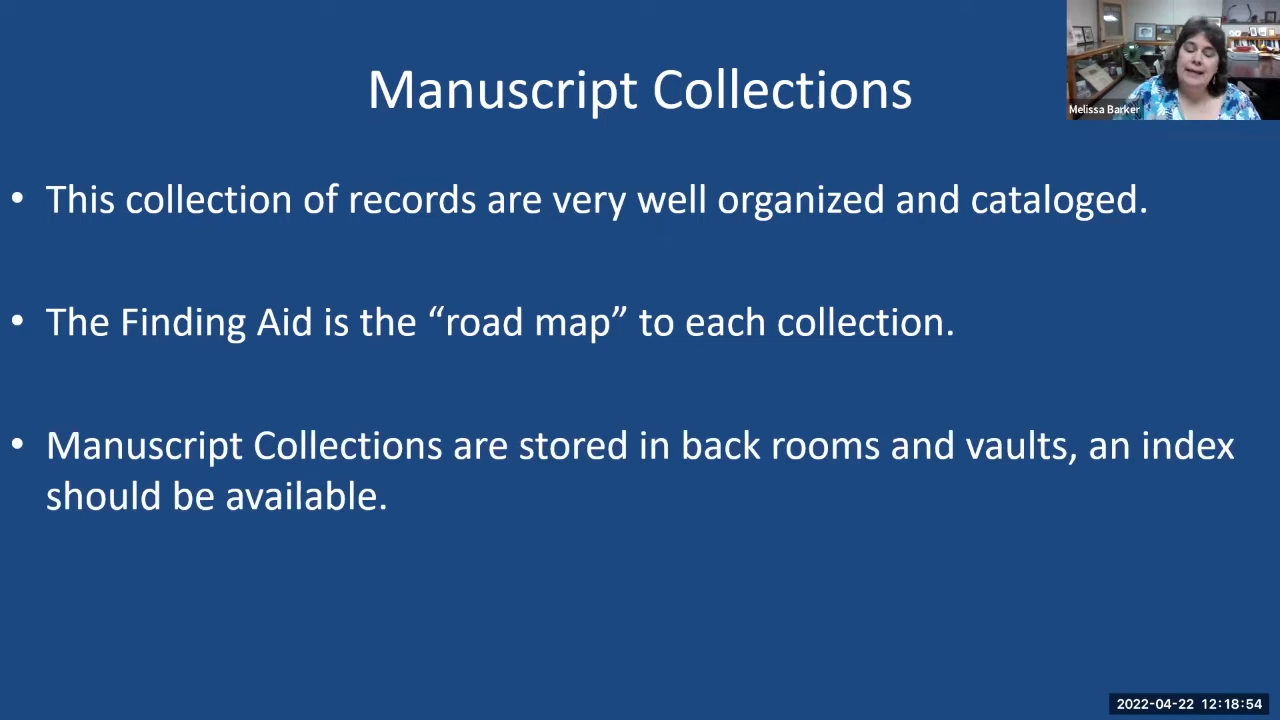 Manuscript Collections
Melissa Barker
• This collection of records are very well organized and cataloged.
• The Finding Aid is the “road map” to each collection.
• Manuscript Collections are stored in back rooms and vaults, an index
should be available.
2022-04-22 12:18:54